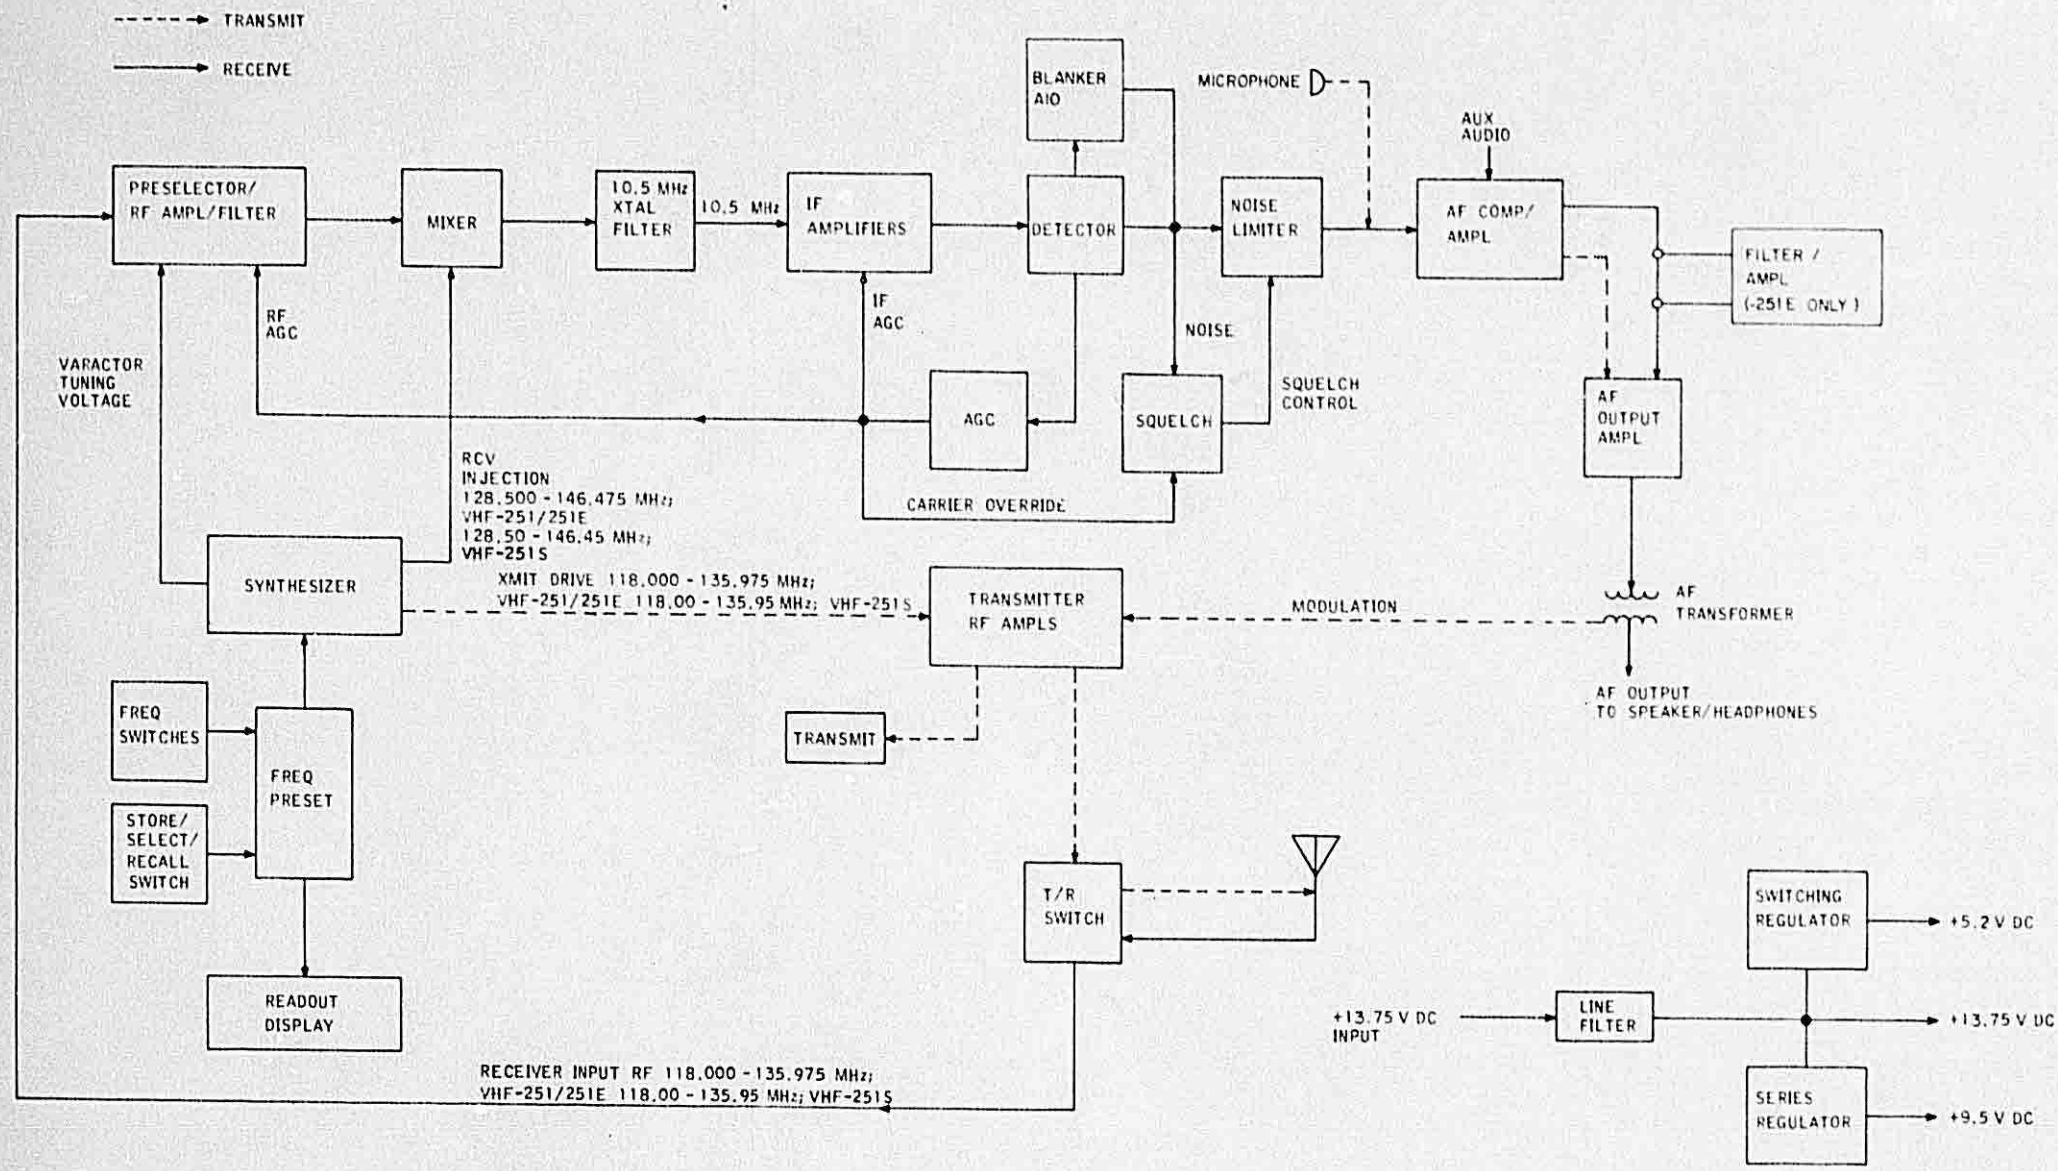 TRANSMIT
RECEIVE
BLANKER
AIO
MICROPHONE
AUX
AUDIO
PRESELECTOR/
RF AMPL/FILTER
MIXER
10.5 MHz
XTAL
FILTER
10.5 MHz
IF
AMPLIFIERS
DETECTOR
NOISE
LIMITER
AF COMP/
AMPL
FILTER /
AMPL
(-251E ONLY)
RF
AGC
IF
AGC
NOISE
VARACTOR
TUNING
VOLTAGE
AGC
SQUELCH
SQUELCH
CONTROL
AF
OUTPUT
AMPL
RCV
INJECTION
128.500 - 146.475 MHz;
VHF-251/251E
128.50 - 146.45 MHz;
VHF-251S
CARRIER OVERRIDE
SYNTHESIZER
XMIT DRIVE 118.000 - 135.975 MHz;
VHF-251/251E 118.00 - 135.95 MHz; VHF-251S
TRANSMITTER
RF AMPLS
MODULATION
AF
TRANSFORMER
AF OUTPUT
TO SPEAKER/HEADPHONES
FREQ
SWITCHES
FREQ
PRESET
TRANSMIT
STORE/
SELECT/
RECALL
SWITCH
T/R
SWITCH
READOUT
DISPLAY
SWITCHING
REGULATOR
+5.2 V DC
+13.75 V DC
INPUT
LINE
FILTER
+13.75 V DC
SERIES
REGULATOR
+9.5 V DC
RECEIVER INPUT RF 118.000 - 135.975 MHz;
VHF-251/251E 118.00 - 135.95 MHz; VHF-251S